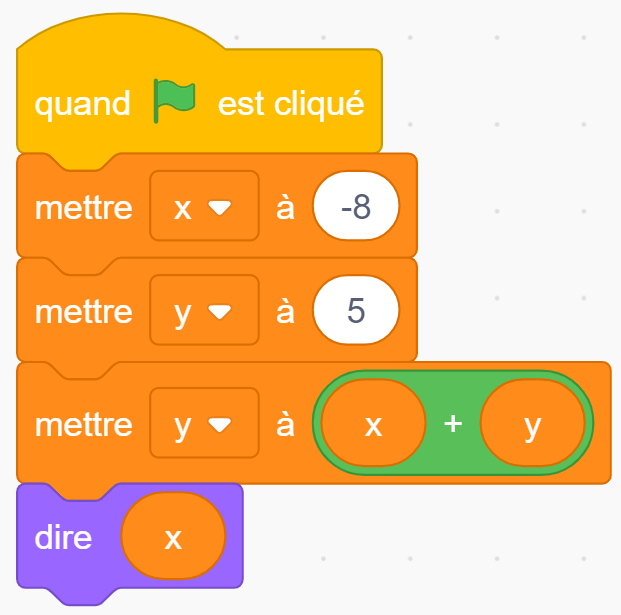 quand est cliqué
mettre x à -8
mettre y à 5
mettre y à x + y
dire x